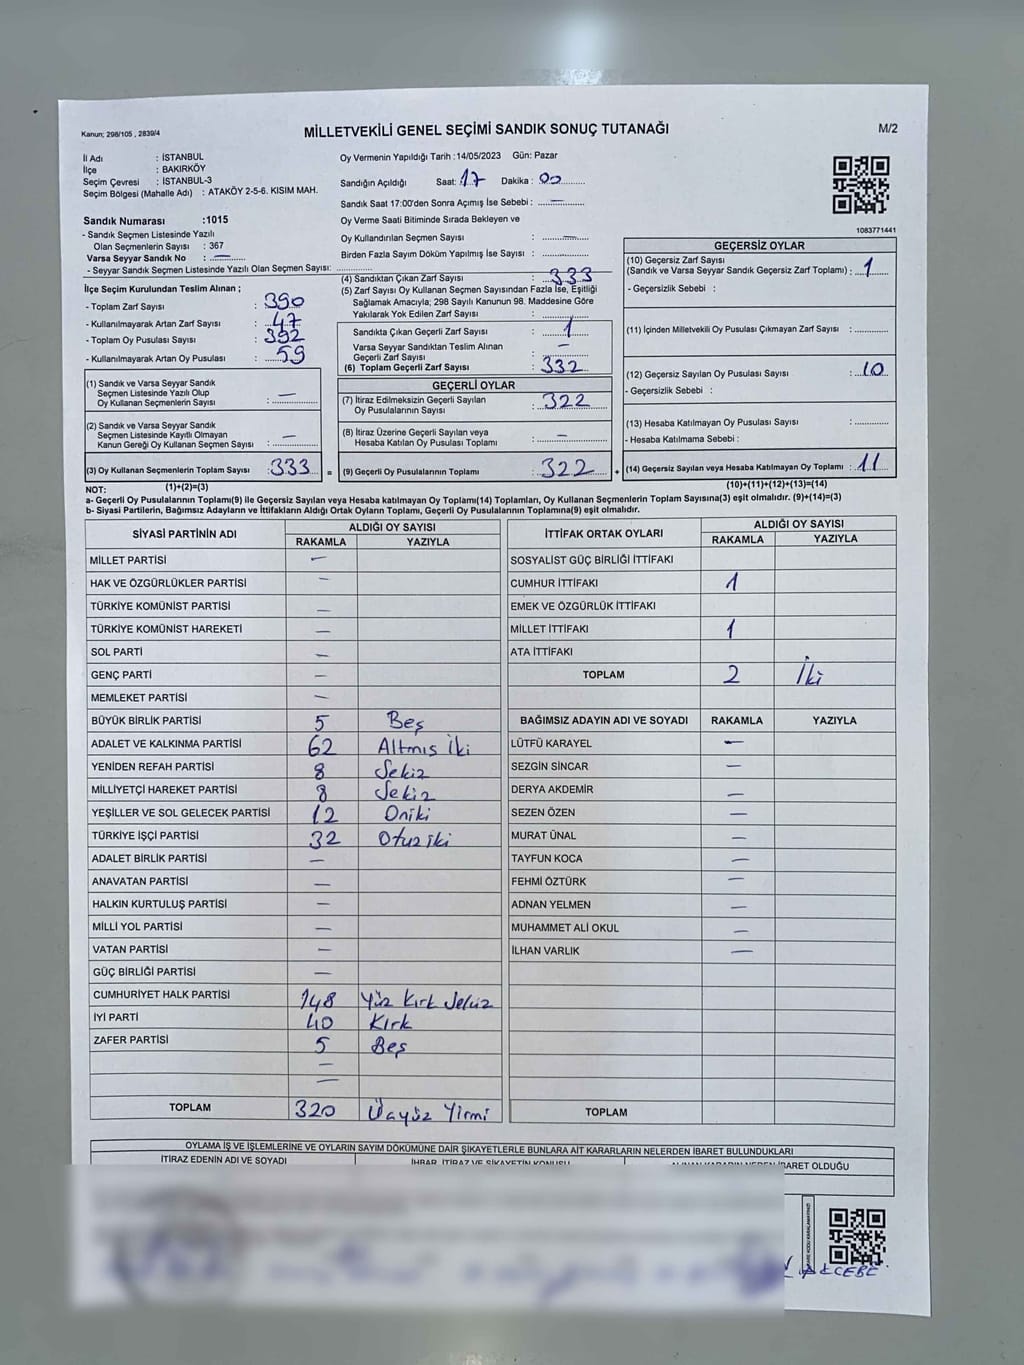 Kanun; 298/105 , 2839/4
MİLLETVEKİLİ GENEL SEÇİMİ SANDIK SONUÇ TUTANAĞI
M/2
İl Adı : İSTANBUL
İlçe : BAKIRKÖY
Seçim Çevresi : İSTANBUL-3
Seçim Bölgesi (Mahalle Adı) : ATAKÖY 2-5-6. KISIM MAH.
Oy Vermenin Yapıldığı Tarih :14/05/2023 Gün: Pazar
Sandığın Açıldığı Saat: 17 Dakika : 00
Sandık Saat 17:00'den Sonra Açımış İse Sebebi : —
Oy Verme Saati Bitiminde Sırada Bekleyen ve
Oy Kullandırılan Seçmen Sayısı : —
Birden Fazla Sayım Döküm Yapılmış İse Sayısı :
1083771441
Sandık Numarası :1015
- Sandık Seçmen Listesinde Yazılı
Olan Seçmenlerin Sayısı : 367
Varsa Seyyar Sandık No : —
- Seyyar Sandık Seçmen Listesinde Yazılı Olan Seçmen Sayısı:
İlçe Seçim Kurulundan Teslim Alınan ;
- Toplam Zarf Sayısı : 390
- Kullanılmayarak Artan Zarf Sayısı : 47
- Toplam Oy Pusulası Sayısı : 392
- Kullanılmayarak Artan Oy Pusulası : 59
(1) Sandık ve Varsa Seyyar Sandık
Seçmen Listesinde Yazılı Olup
Oy Kullanan Seçmenlerin Sayısı : —
(2) Sandık ve Varsa Seyyar Sandık
Seçmen Listesinde Kayıtlı Olmayan
Kanun Gereği Oy Kullanan Seçmen Sayısı : —
(3) Oy Kullanan Seçmenlerin Toplam Sayısı :333
(1)+(2)=(3)
(4) Sandıktan Çıkan Zarf Sayısı : 333
(5) Zarf Sayısı Oy Kullanan Seçmen Sayısından Fazla İse, Eşitliği
Sağlamak Amacıyla; 298 Sayılı Kanunun 98. Maddesine Göre
Yakılarak Yok Edilen Zarf Sayısı :
Sandıkta Çıkan Geçerli Zarf Sayısı : 1
Varsa Seyyar Sandıktan Teslim Alınan
Geçerli Zarf Sayısı : —
(6) Toplam Geçerli Zarf Sayısı : 332
GEÇERLİ OYLAR
(7) İtiraz Edilmeksizin Geçerli Sayılan
Oy Pusulalarının Sayısı : 322
(8) İtiraz Üzerine Geçerli Sayılan veya
Hesaba Katılan Oy Pusulası Toplamı : —
= (9) Geçerli Oy Pusulalarının Toplamı : 322
GEÇERSİZ OYLAR
(10) Geçersiz Zarf Sayısı
(Sandık ve Varsa Seyyar Sandık Geçersiz Zarf Toplamı) : 1
- Geçersizlik Sebebi :
(11) İçinden Milletvekili Oy Pusulası Çıkmayan Zarf Sayısı :
(12) Geçersiz Sayılan Oy Pusulası Sayısı : 10
- Geçersizlik Sebebi :
(13) Hesaba Katılmayan Oy Pusulası Sayısı :
- Hesaba Katılmama Sebebi :
+ (14) Geçersiz Sayılan veya Hesaba Katılmayan Oy Toplamı : 11
(10)+(11)+(12)+(13)=(14)
NOT:
a- Geçerli Oy Pusulalarının Toplamı(9) ile Geçersiz Sayılan veya Hesaba katılmayan Oy Toplamı(14) Toplamları, Oy Kullanan Seçmenlerin Toplam Sayısına(3) eşit olmalıdır. (9)+(14)=(3)
b- Siyasi Partilerin, Bağımsız Adayların ve İttifakların Aldığı Ortak Oyların Toplamı, Geçerli Oy Pusulalarının Toplamına(9) eşit olmalıdır.
SİYASİ PARTİNİN ADI ALDIĞI OY SAYISI
RAKAMLA YAZIYLA
MİLLET PARTİSİ —
HAK VE ÖZGÜRLÜKLER PARTİSİ —
TÜRKİYE KOMÜNİST PARTİSİ —
TÜRKİYE KOMÜNİST HAREKETİ —
SOL PARTİ —
GENÇ PARTİ —
MEMLEKET PARTİSİ —
BÜYÜK BİRLİK PARTİSİ 5 Beş
ADALET VE KALKINMA PARTİSİ 62 Altmış İki
YENİDEN REFAH PARTİSİ 8 Sekiz
MİLLİYETÇİ HAREKET PARTİSİ 8 Sekiz
YEŞİLLER VE SOL GELECEK PARTİSİ 12 Oniki
TÜRKİYE İŞÇİ PARTİSİ 32 Otuz iki
ADALET BİRLİK PARTİSİ —
ANAVATAN PARTİSİ —
HALKIN KURTULUŞ PARTİSİ —
MİLLİ YOL PARTİSİ —
VATAN PARTİSİ —
GÜÇ BİRLİĞİ PARTİSİ —
CUMHURİYET HALK PARTİSİ 148 Yüz Kırk Sekiz
İYİ PARTİ 40 Kırk
ZAFER PARTİSİ 5 Beş
—
—
TOPLAM 320 Üçyüz Yirmi
İTTİFAK ORTAK OYLARI ALDIĞI OY SAYISI
RAKAMLA YAZIYLA
SOSYALİST GÜÇ BİRLİĞİ İTTİFAKI
CUMHUR İTTİFAKI 1
EMEK VE ÖZGÜRLÜK İTTİFAKI
MİLLET İTTİFAKI 1
ATA İTTİFAKI
TOPLAM 2 İki
BAĞIMSIZ ADAYIN ADI VE SOYADI RAKAMLA YAZIYLA
LÜTFÜ KARAYEL —
SEZGİN SİNCAR —
DERYA AKDEMİR —
SEZEN ÖZEN —
MURAT ÜNAL —
TAYFUN KOCA —
FEHMİ ÖZTÜRK —
ADNAN YELMEN —
MUHAMMET ALİ OKUL —
İLHAN VARLIK —
TOPLAM
OYLAMA İŞ VE İŞLEMLERİNE VE OYLARIN SAYIM DÖKÜMÜNE DAİR ŞİKAYETLERLE BUNLARA AİT KARARLARIN NELERDEN İBARET BULUNDUKLARI
İTİRAZ EDENİN ADI VE SOYADI İHBAR, İTİRAZ VE ŞİKAYETİN KONUSU İBARET OLDUĞU